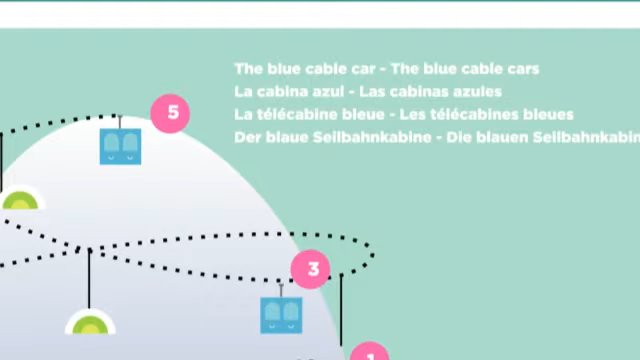 The blue cable car - The blue cable cars
La cabina azul - Las cabinas azules
La télécabine bleue - Les télécabines bleues
Der blaue Seilbahnkabine - Die blauen
5
3
1